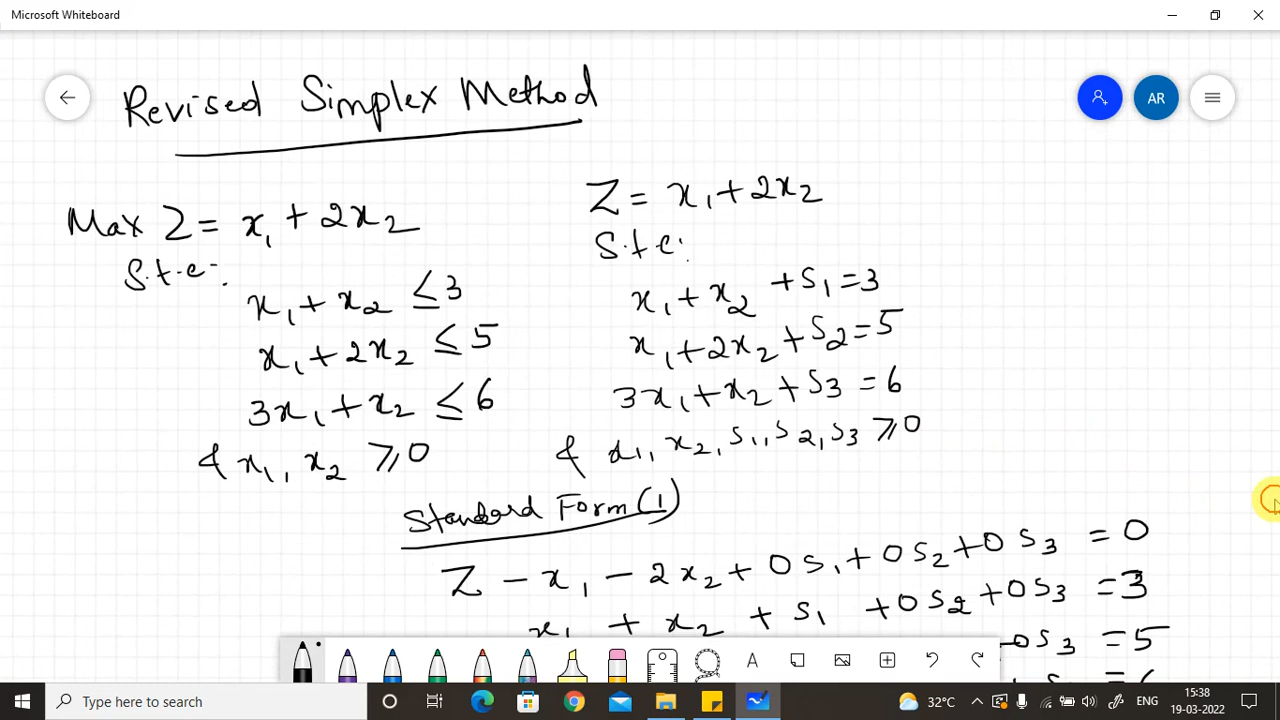 Microsoft Whiteboard
Revised Simplex Method
AR
Max Z = x₁ + 2x₂
S.t.c:
x₁ + x₂ ≤ 3
x₁ + 2x₂ ≤ 5
3x₁ + x₂ ≤ 6
& x₁, x₂ ≥ 0
Z = x₁ + 2x₂
S.t c:
x₁ + x₂ + S₁ = 3
x₁ + 2x₂ + S₂ = 5
3x₁ + x₂ + S₃ = 6
& x₁, x₂, S₁, S₂, S₃ ≥ 0
Standard Form (1)
Z - x₁ - 2x₂ + 0S₁ + 0S₂ + 0S₃ = 0
x₁ + x₂ + S₁ + 0S₂ + 0S₃ = 3
0S₃ = 5
A
Type here to search
32°C
ENG
15:38
19-03-2022